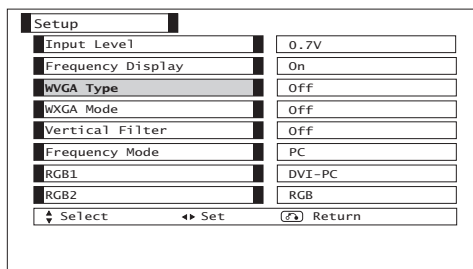 Setup
Input Level 0.7V
Frequency Display On
WVGA Type Off
WXGA Mode Off
Vertical Filter Off
Frequency Mode PC
RGB1 DVI-PC
RGB2 RGB
Select Set Return